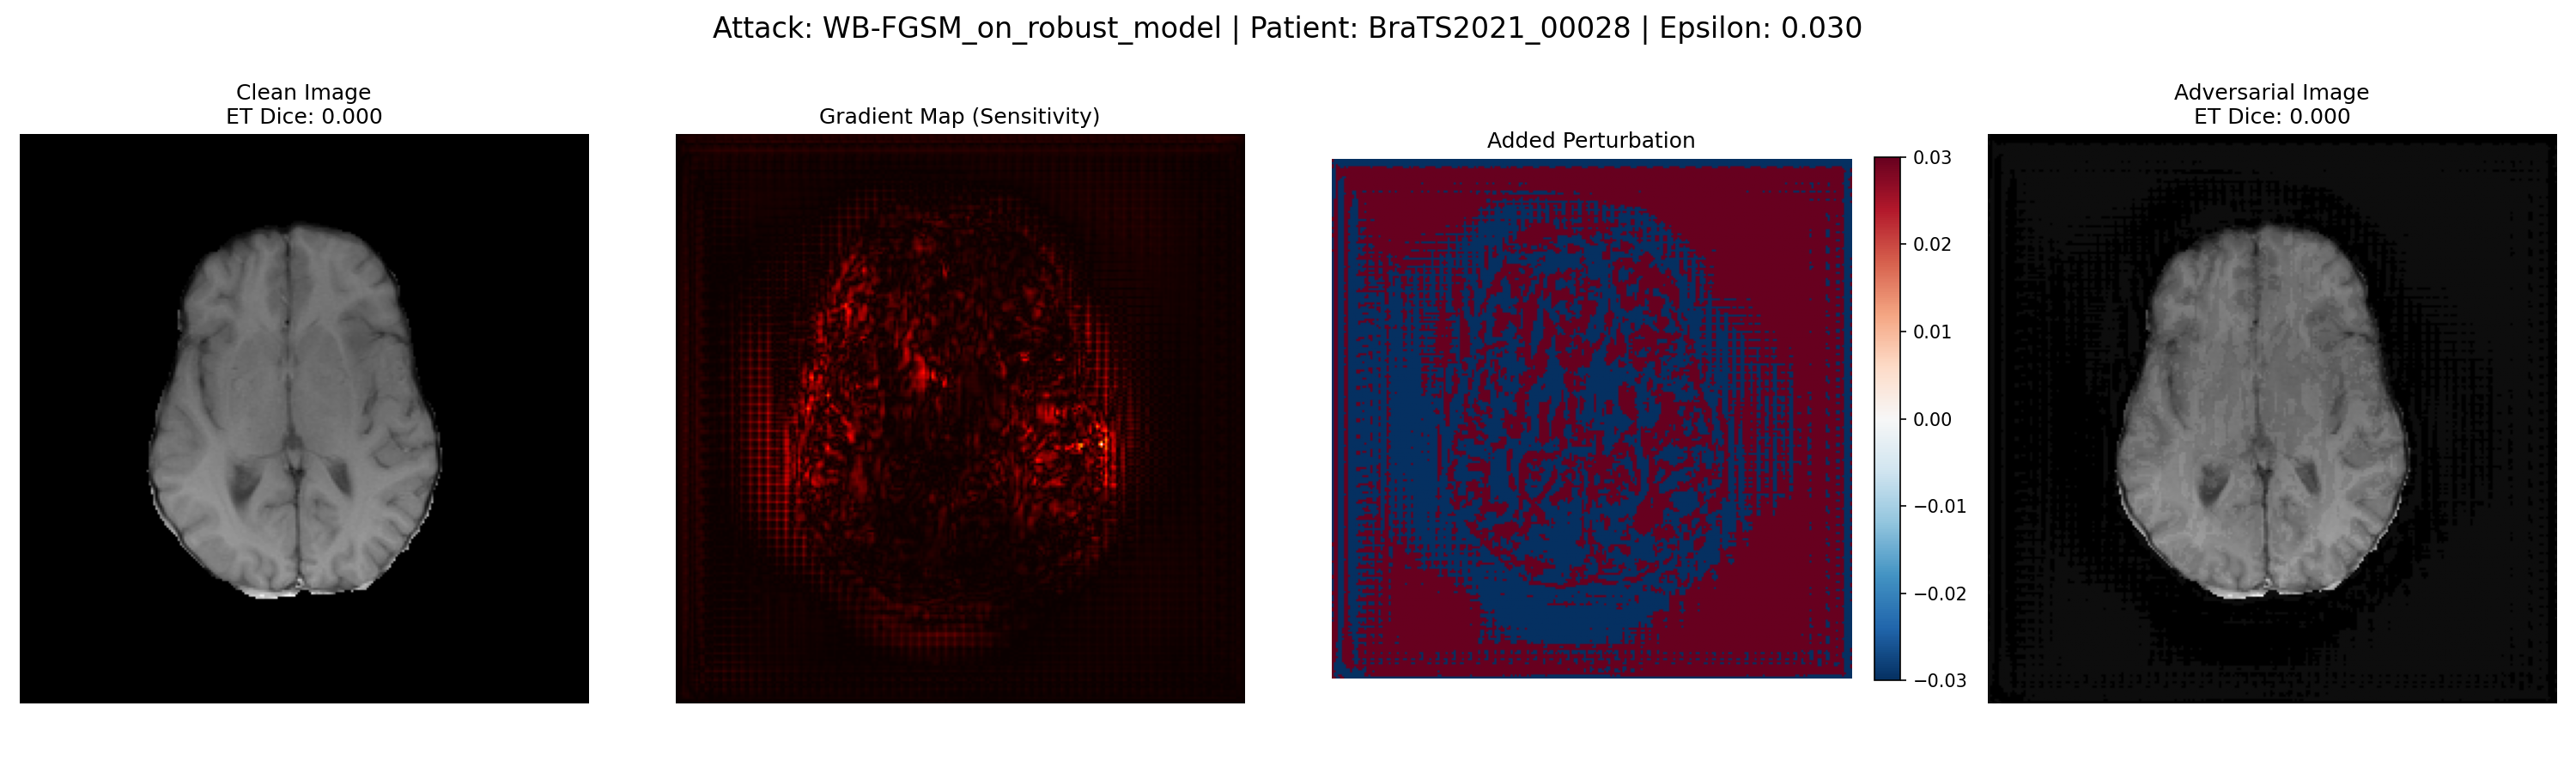 Attack: WB-FGSM_on_robust_model | Patient: BraTS2021_00028 | Epsilon: 0.030
Clean Image
ET Dice: 0.000
Gradient Map (Sensitivity)
Added Perturbation
0.03
0.02
0.01
0.00
−0.01
−0.02
−0.03
Adversarial Image
ET Dice: 0.000